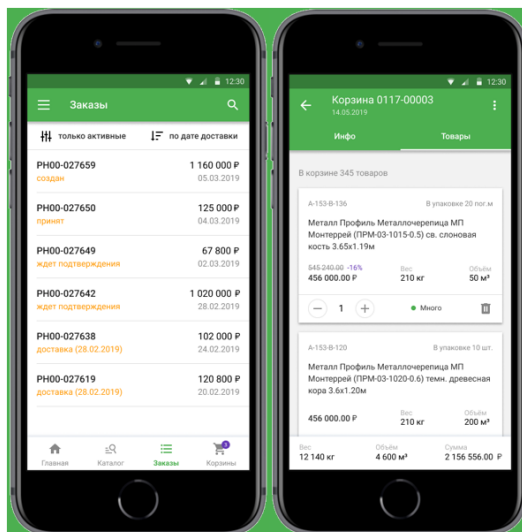 12:30
Заказы
только активные
по дате доставки
РН00-027659 1 160 000 ₽
создан 05.03.2019
РН00-027650 125 000 ₽
принят 04.03.2019
РН00-027649 67 800 ₽
ждет подтверждения 02.03.2019
РН00-027642 1 020 000 ₽
ждет подтверждения 28.02.2019
РН00-027638 102 000 ₽
доставка (28.02.2019) 24.02.2019
РН00-027619 120 800 ₽
доставка (28.02.2019) 20.02.2019
3
Главная Каталог Заказы Корзины
12:30
Корзина 0117-00003
14.05.2019
Инфо Товары
В корзине 345 товаров
А-153-В-136 В упаковке 20 пог.м
Металл Профиль Металлочерепица МП
Монтеррей (ПРМ-03-1015-0.5) св. слоновая
кость 3.65х1.19м
545 240.00 -16% Вес Объём
456 000.00 ₽ 210 кг 50 м³
1 Много
А-153-В-120 В упаковке 10 шт.
Металл Профиль Металлочерепица МП
Монтеррей (ПРМ-03-1020-0.6) темн. древесная
кора 3.6х1.20м
Вес Объём
456 000.00 ₽ 210 кг 200 м³
Вес Объём Сумма
12 140 кг 4 600 м³ 2 156 556.00 ₽